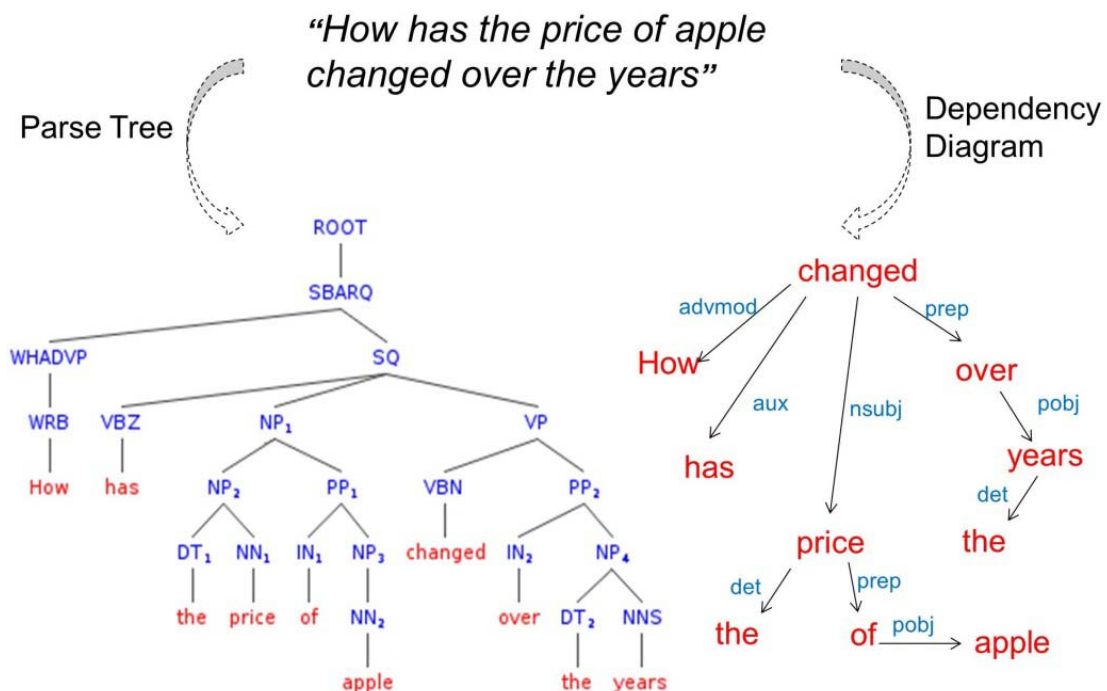 “How has the price of apple
changed over the years”
Parse Tree
Dependency
Diagram
ROOT
SBARQ
WHADVP SQ
WRB VBZ NP₁ VP
How has NP₂ PP₁ VBN PP₂
DT₁ NN₁ IN₁ NP₃ changed IN₂ NP₄
the price of NN₂ over DT₂ NNS
apple the years
changed
advmod prep
How over
aux nsubj pobj
has years
det
price the
det prep
the of pobj apple